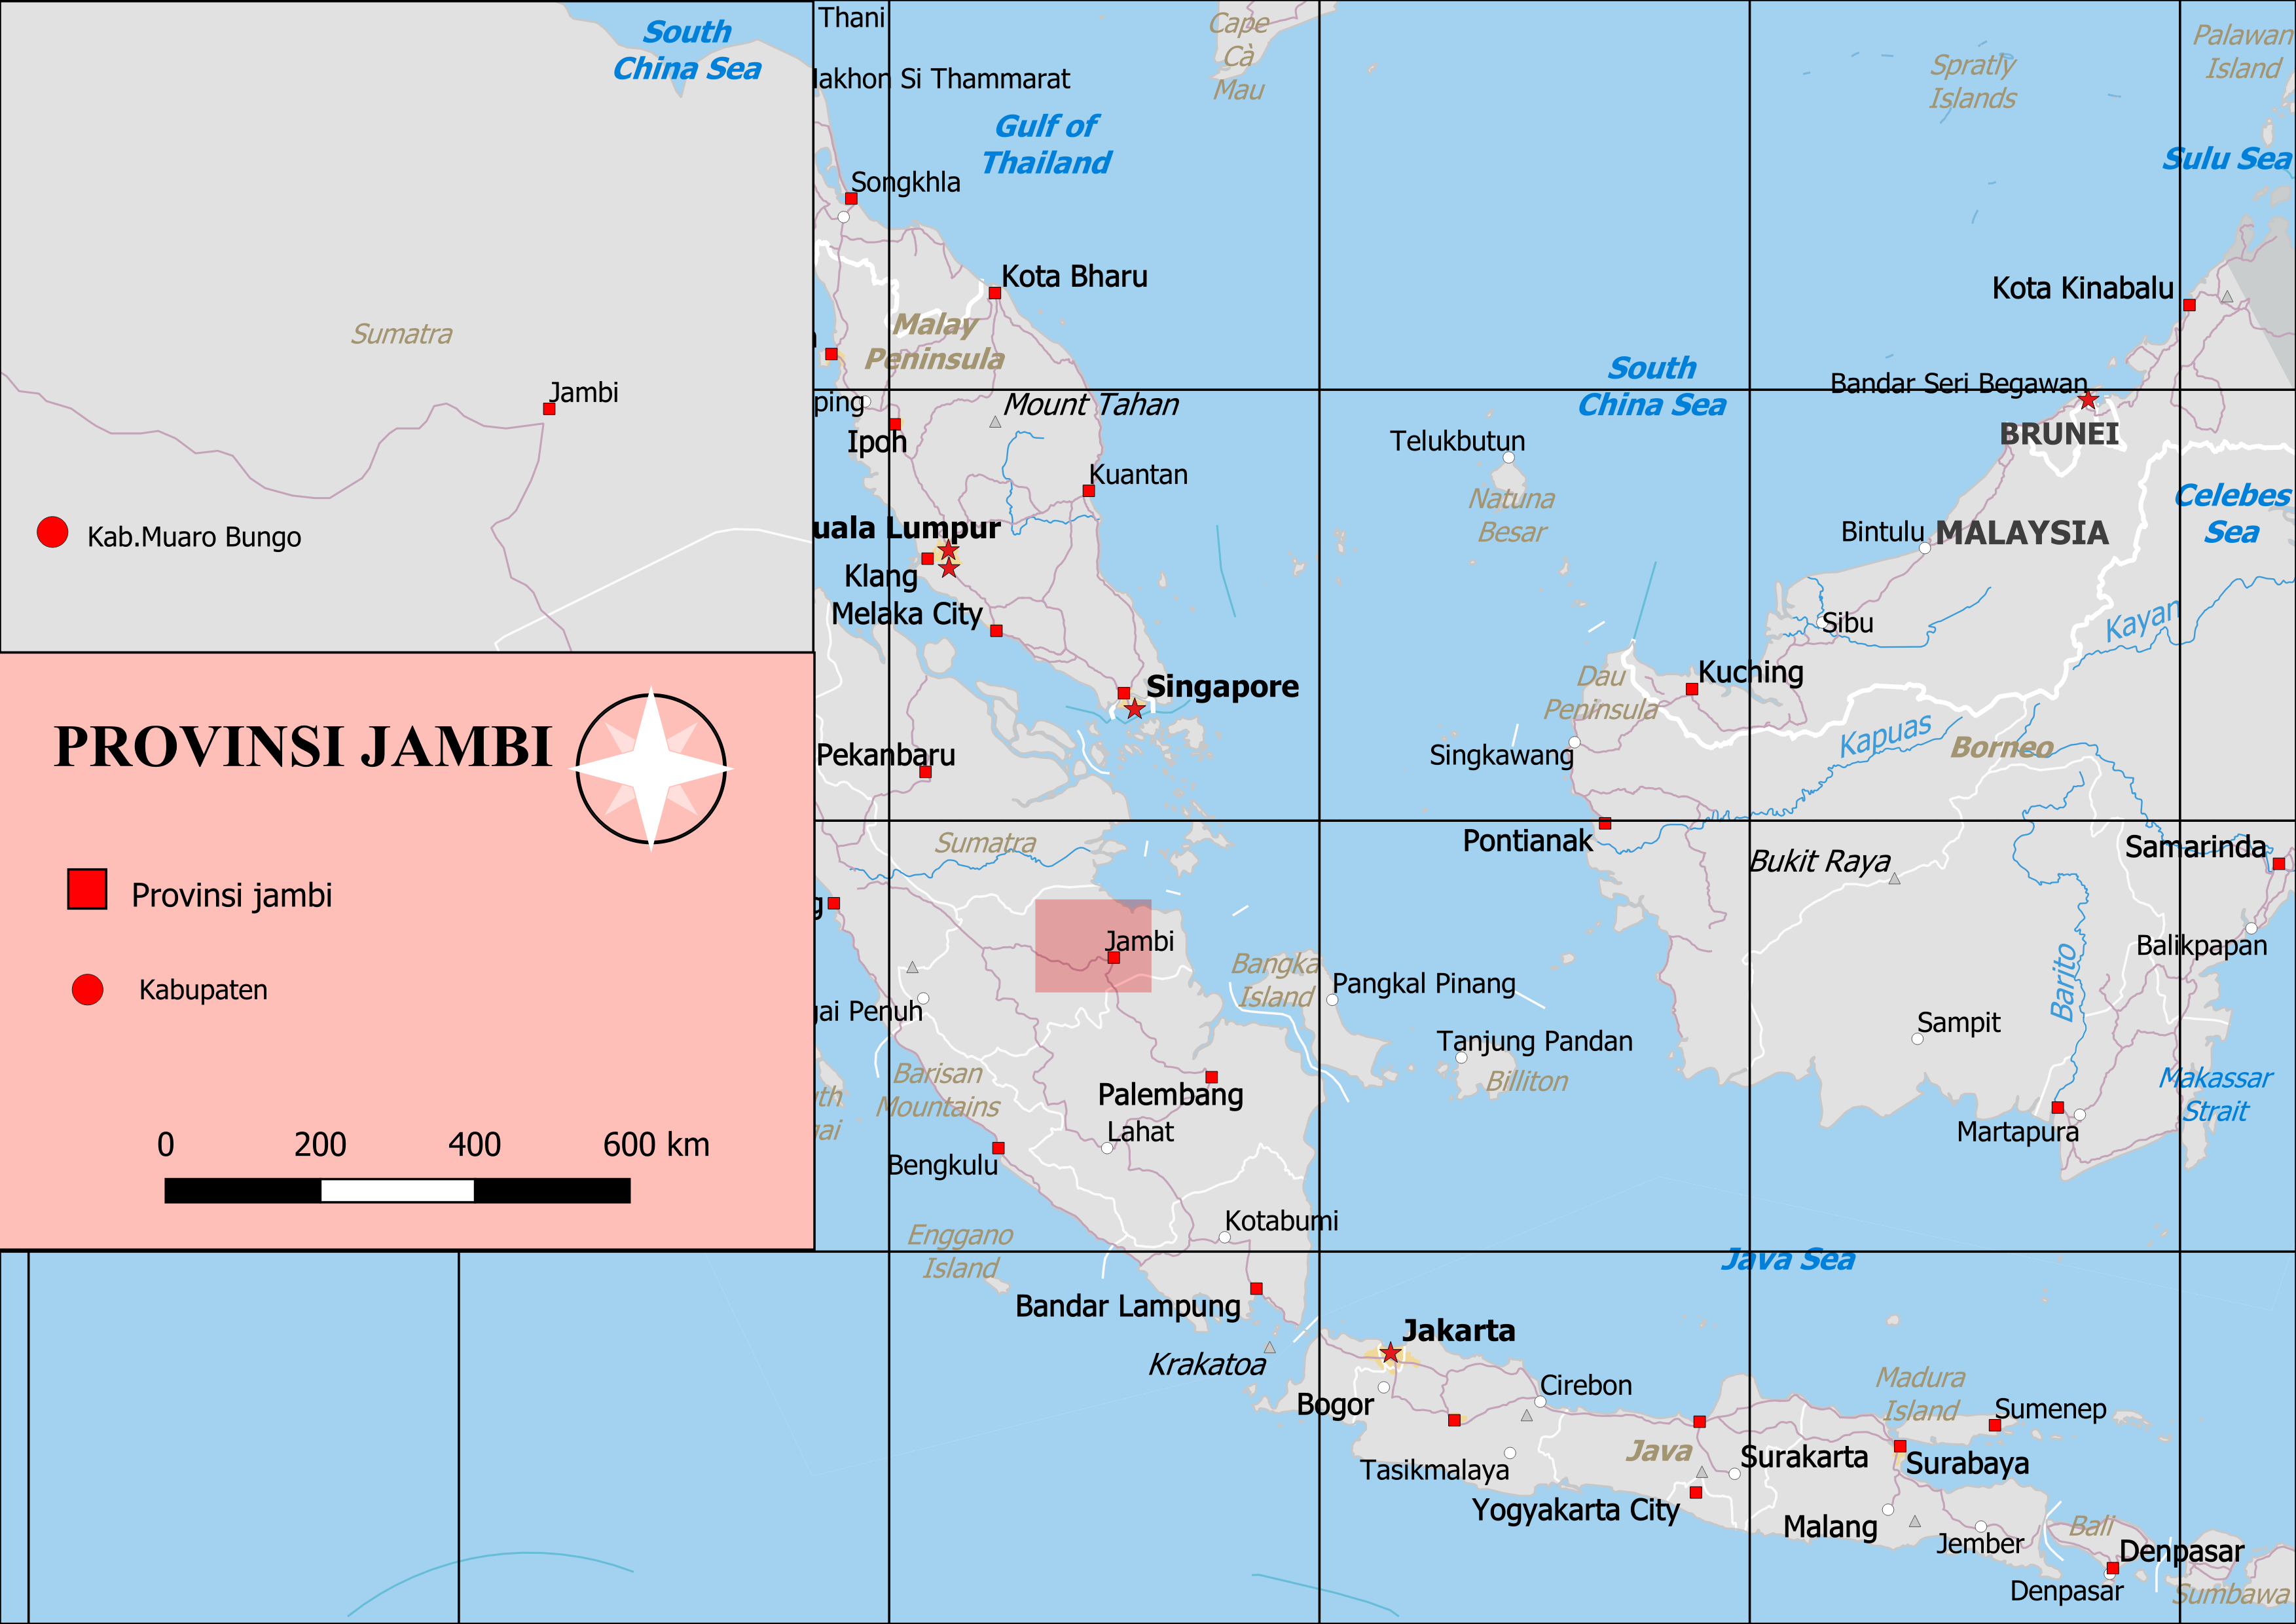 South
China Sea
Sumatra
Jambi
Kab.Muaro Bungo
PROVINSI JAMBI
Provinsi jambi
Kabupaten
0 200 400 600 km
Thani
akhon Si Thammarat
Cape
Cà
Mau
Gulf of
Thailand
Spratly
Islands
Palawan
Island
Sulu Sea
Songkhla
Kota Bharu
Malay
Peninsula
Kota Kinabalu
South
China Sea
Bandar Seri Begawan
BRUNEI
ping
Mount Tahan
Ipoh
Telukbutun
Kuantan
Natuna
Besar
Celebes
Sea
uala Lumpur
Bintulu
MALAYSIA
Klang
Melaka City
Sibu
Kayan
Singapore
Dau
Peninsula
Kuching
Pekanbaru
Singkawang
Kapuas
Borneo
Sumatra
Pontianak
Bukit Raya
Samarinda
g
Jambi
Bangka
Island
Pangkal Pinang
Balikpapan
Barito
gai Penuh
Sampit
Tanjung Pandan
Billiton
Barisan
Mountains
uth
gai
Palembang
Lahat
Makassar
Strait
Martapura
Bengkulu
Kotabumi
Enggano
Island
Java Sea
Bandar Lampung
Jakarta
Krakatoa
Bogor
Cirebon
Madura
Island
Sumenep
Tasikmalaya
Java
Surakarta
Surabaya
Yogyakarta City
Malang
Jember
Bali
Denpasar
Denpasar
Sumbawa